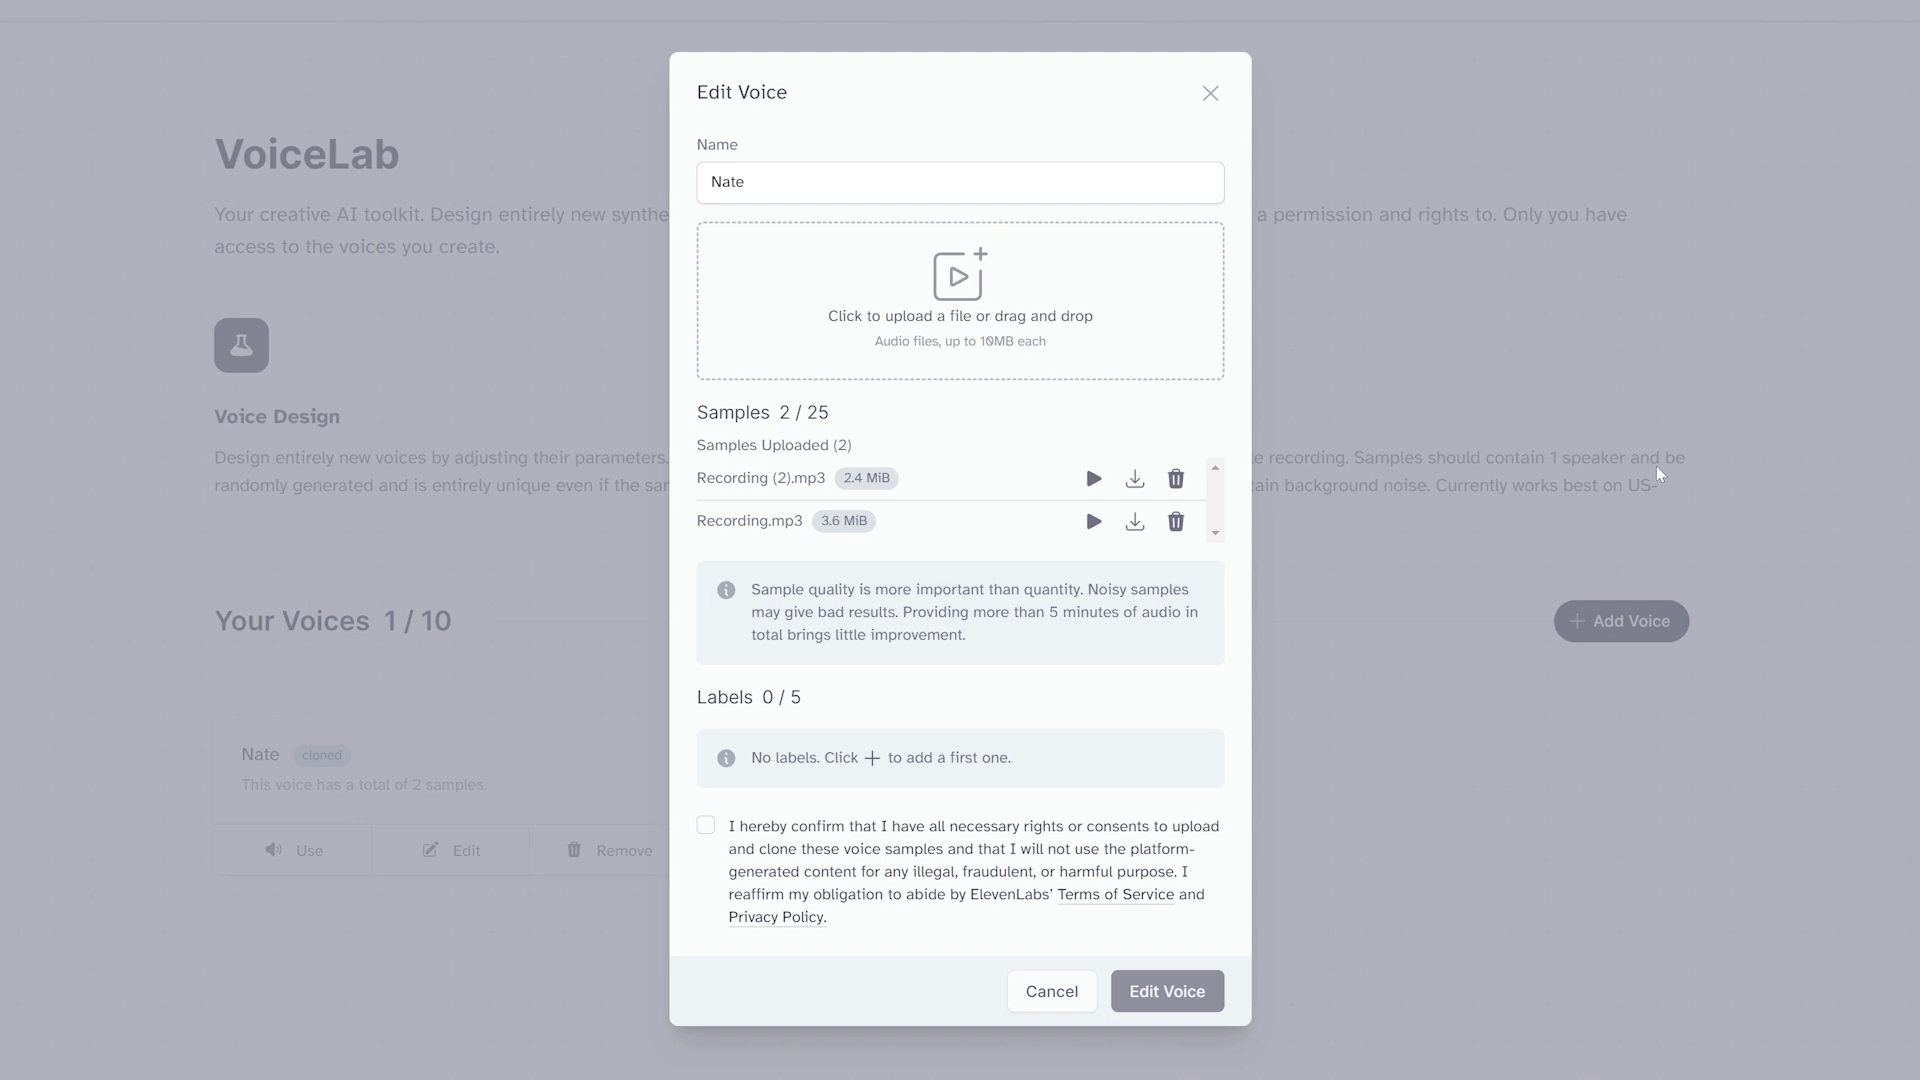 Edit Voice
Name
Nate
Click to upload a file or drag and drop
Audio files, up to 10MB each
Samples 2 / 25
Samples Uploaded (2)
Recording (2).mp3 2.4 MiB
Recording.mp3 3.6 MiB
Sample quality is more important than quantity. Noisy samples
may give bad results. Providing more than 5 minutes of audio in
total brings little improvement.
Labels 0 / 5
No labels. Click + to add a first one.
I hereby confirm that I have all necessary rights or consents to upload
and clone these voice samples and that I will not use the platform-
generated content for any illegal, fraudulent, or harmful purpose. I
reaffirm my obligation to abide by ElevenLabs’ Terms of Service and
Privacy Policy.
Cancel Edit Voice
VoiceLab
Your creative AI toolkit. Design entirely new a permission and rights to. Only you have
access to the voices you create.
Voice Design
Design entirely new voices by adjusting their parameters. recording. Samples should contain 1 speaker and be
randomly generated and is entirely unique even if the background noise. Currently works best on US-
Your Voices 1 / 10
+ Add Voice
Nate cloned
This voice has a total of 2 samples.
Use Edit Remove